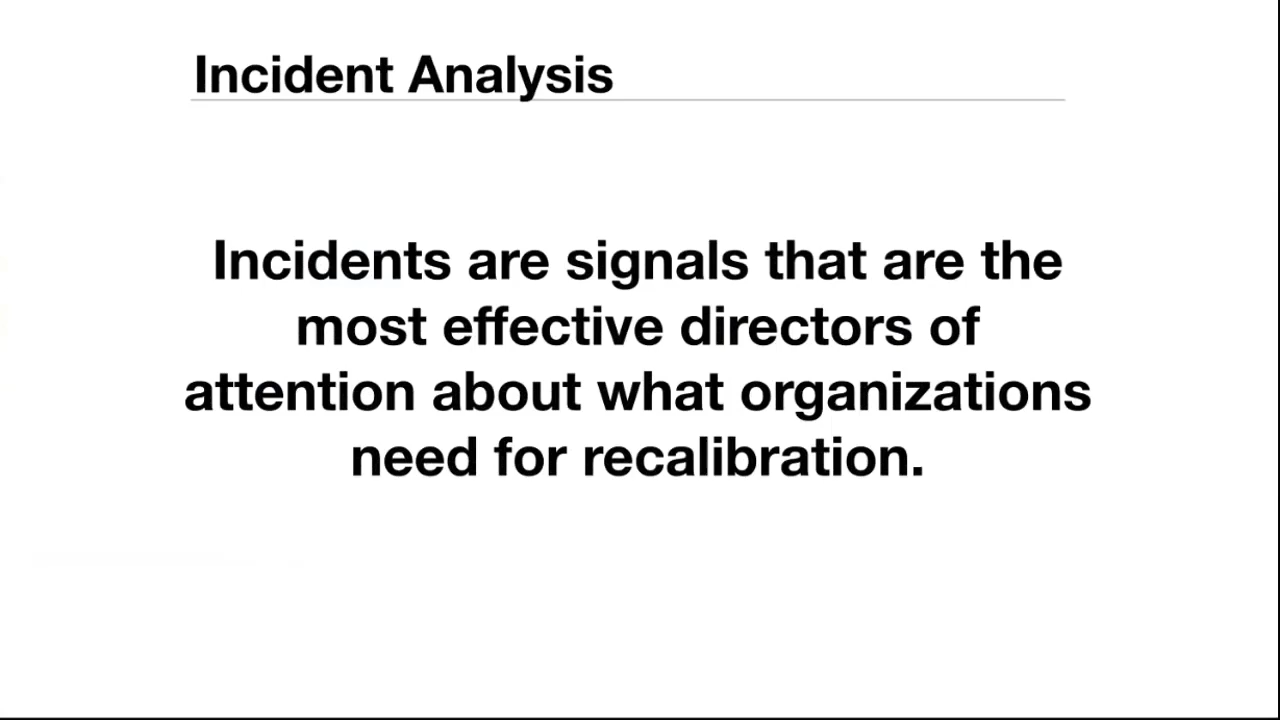 Incident Analysis
Incidents are signals that are the
most effective directors of
attention about what organizations
need for recalibration.